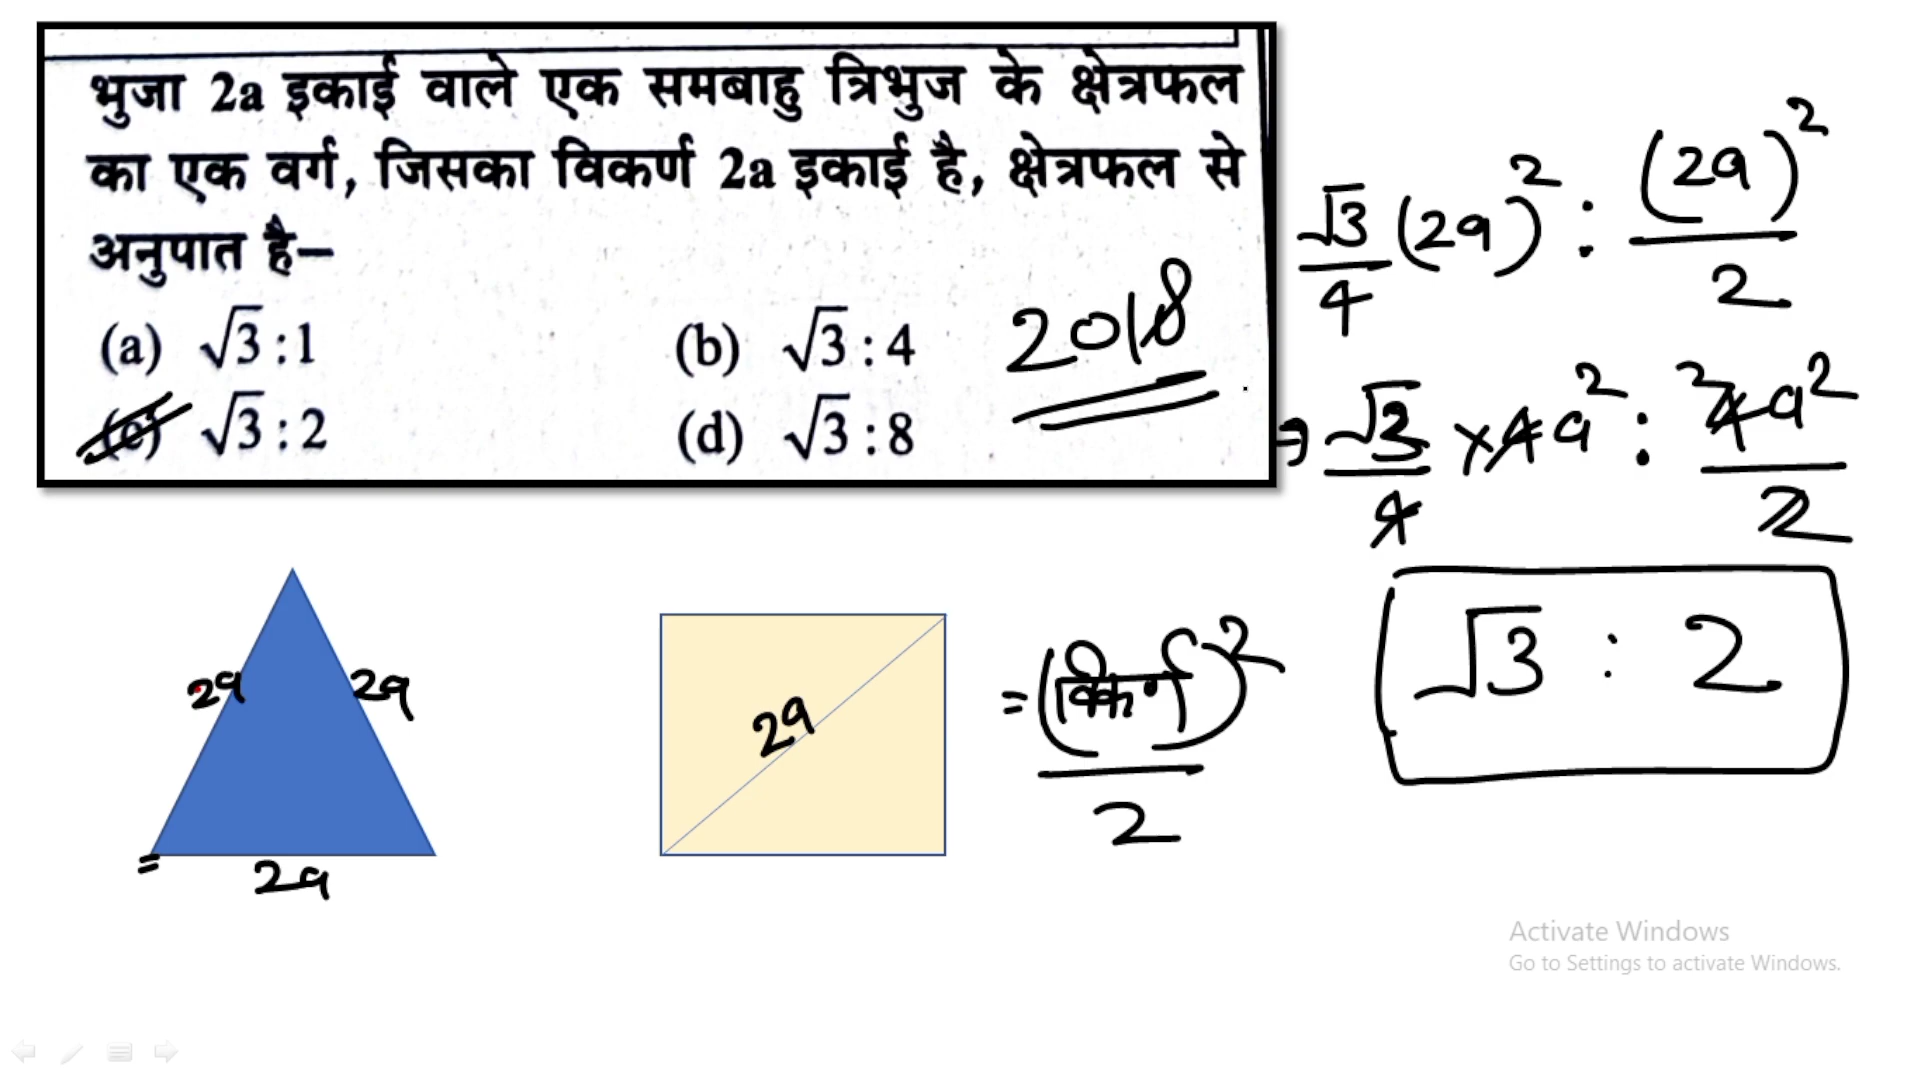 भुजा 2a इकाई वाले एक समबाहु त्रिभुज के क्षेत्रफल
का एक वर्ग, जिसका विकर्ण 2a इकाई है, क्षेत्रफल से
अनुपात है–
(a) √3 : 1 (b) √3 : 4
(c) √3 : 2 (d) √3 : 8
2018
√3/4 (2a)² : (2a)²/2
⇒ √3/4 × 4a² : 4a²/2
2
√3 : 2
2a 2a
2a
=
2a
= (विकर्ण)²/2
Activate Windows
Go to Settings to activate Windows.